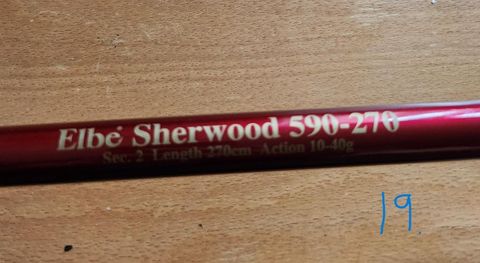 Elbe Sherwood 590-270
Sec. 2 Length 270cm Action 10-40g
19